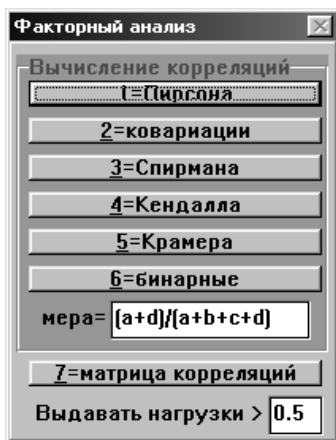 Факторный анализ
Вычисление корреляций
1=Пирсона
2=ковариации
3=Спирмана
4=Кендалла
5=Крамера
6=бинарные
мера= (a+d)/(a+b+c+d)
7=матрица корреляций
Выдавать нагрузки > 0.5